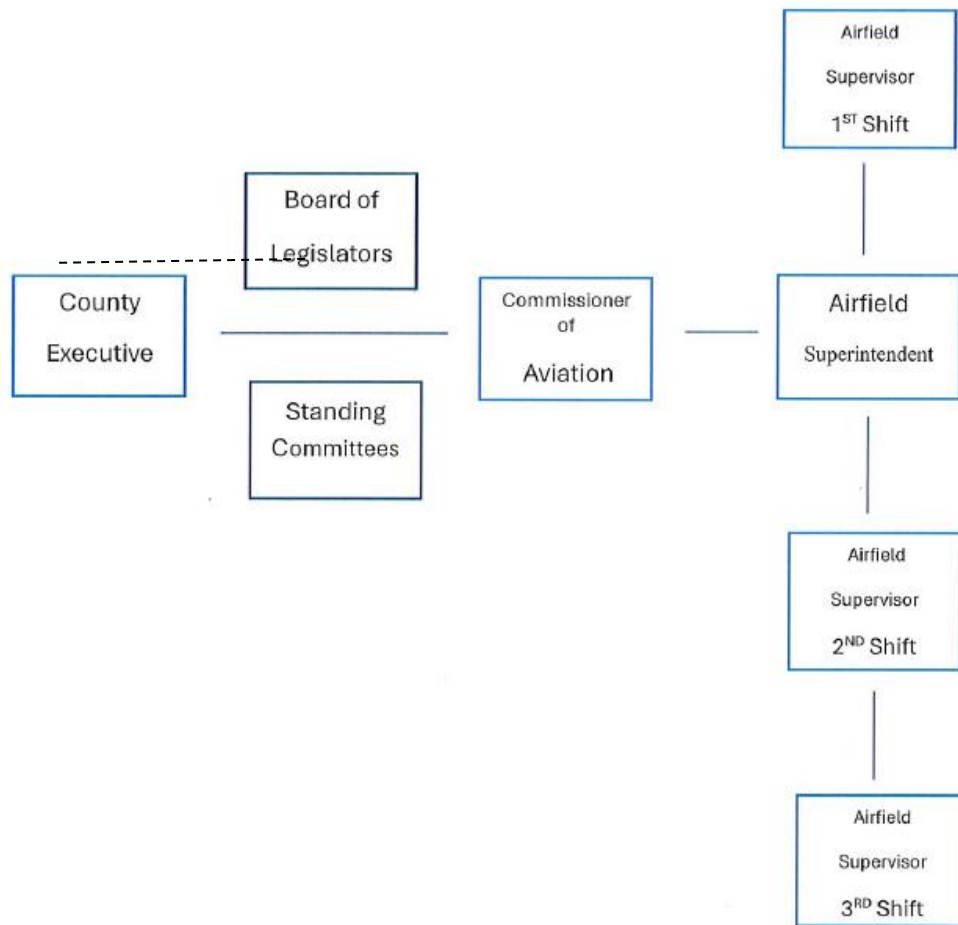 Airfield
Supervisor
1ST Shift
Board of
Legislators
County
Executive
Commissioner
of
Aviation
Airfield
Superintendent
Standing
Committees
Airfield
Supervisor
2ND Shift
Airfield
Supervisor
3RD Shift